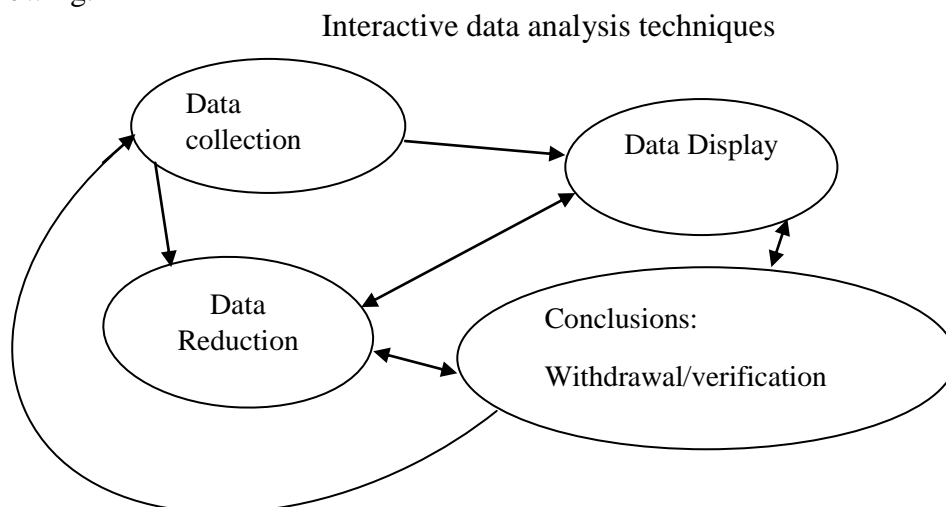 Interactive data analysis techniques
Data
collection
Data Display
Data
Reduction
Conclusions:
Withdrawal/verification